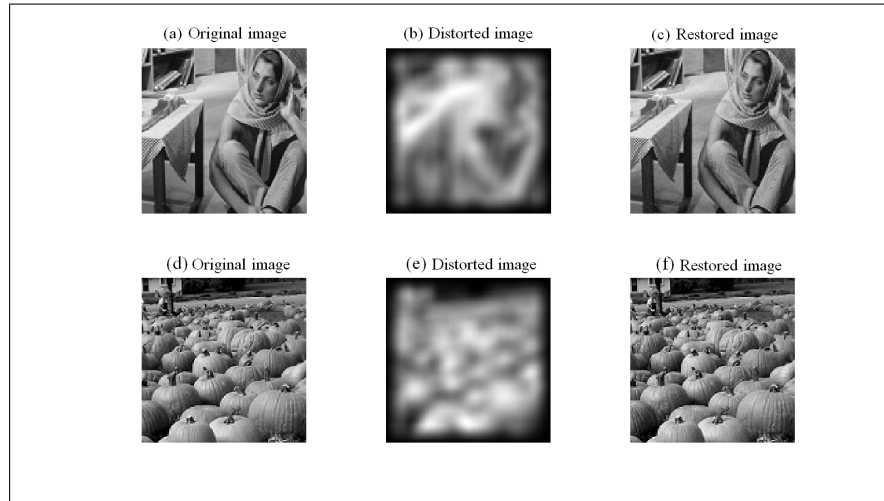 (a) Original image
(b) Distorted image
(c) Restored image
(d) Original image
(e) Distorted image
(f) Restored image